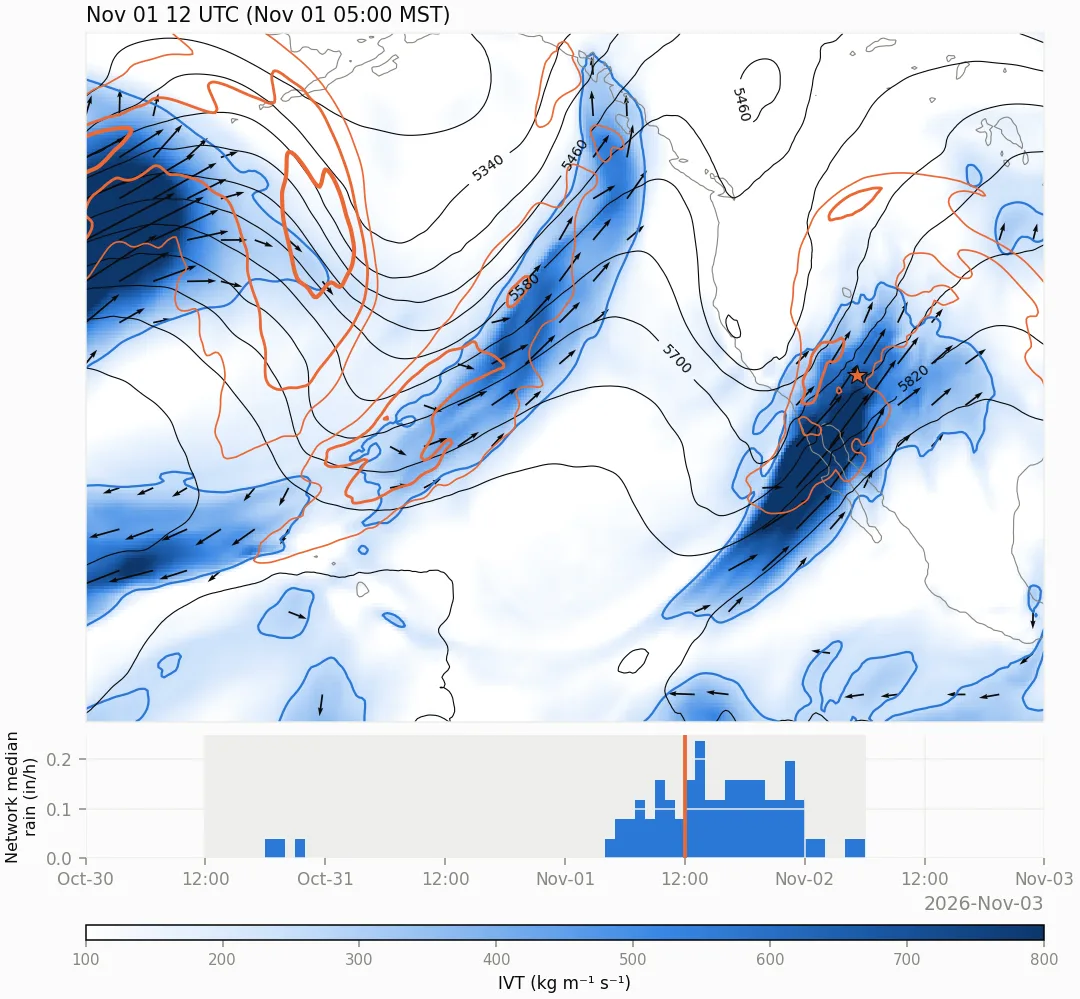 Nov 01 12 UTC (Nov 01 05:00 MST)
5460
5340
5460
5580
5700
5820
Network median
rain (in/h)
0.2
0.1
0.0
Oct-30
12:00
Oct-31
12:00
Nov-01
12:00
Nov-02
12:00
Nov-03
2026-Nov-03
100
200
300
400
500
600
700
800
IVT (kg m⁻¹ s⁻¹)